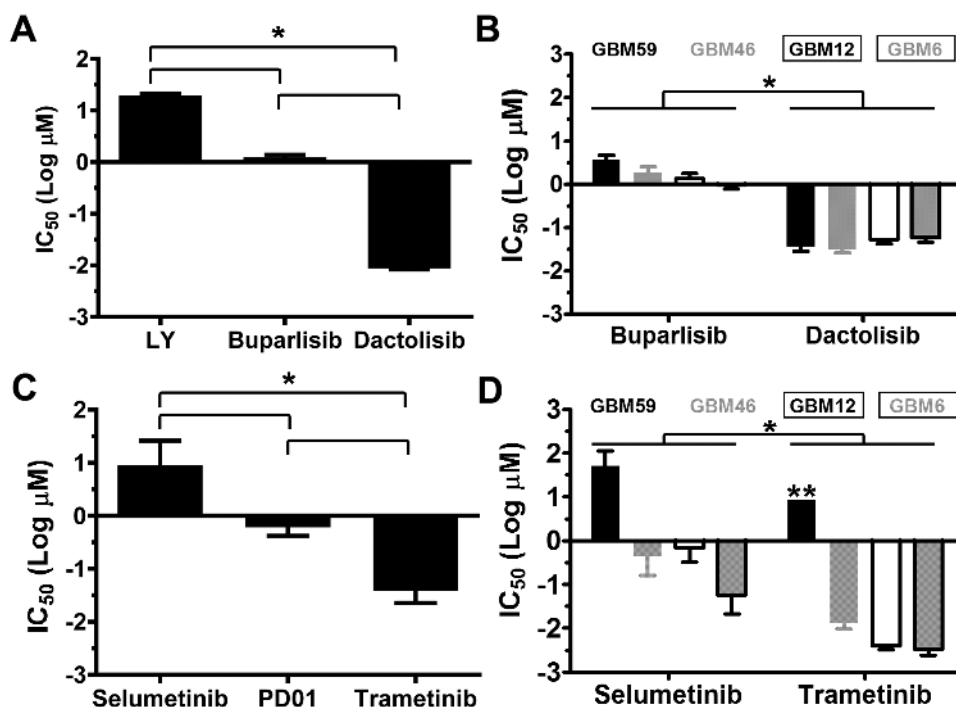 A
*
IC50 (Log μM)
2
1
0
-1
-2
-3
LY Buparlisib Dactolisib
B
GBM59 GBM46 GBM12 GBM6
*
IC50 (Log μM)
3
2
1
0
-1
-2
-3
Buparlisib Dactolisib
C
*
IC50 (Log μM)
2
1
0
-1
-2
-3
Selumetinib PD01 Trametinib
D
GBM59 GBM46 GBM12 GBM6
*
**
IC50 (Log μM)
3
2
1
0
-1
-2
-3
Selumetinib Trametinib